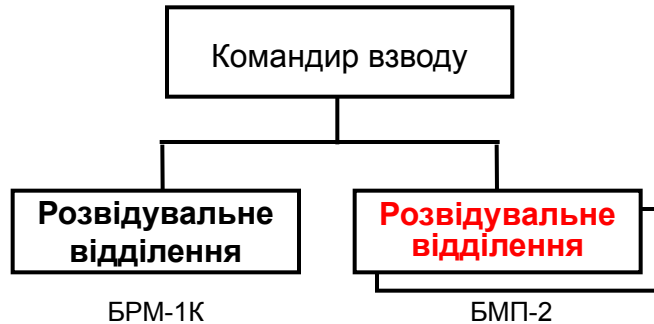 Командир взводу
Розвідувальне
відділення
Розвідувальне
відділення
БРМ-1К
БМП-2